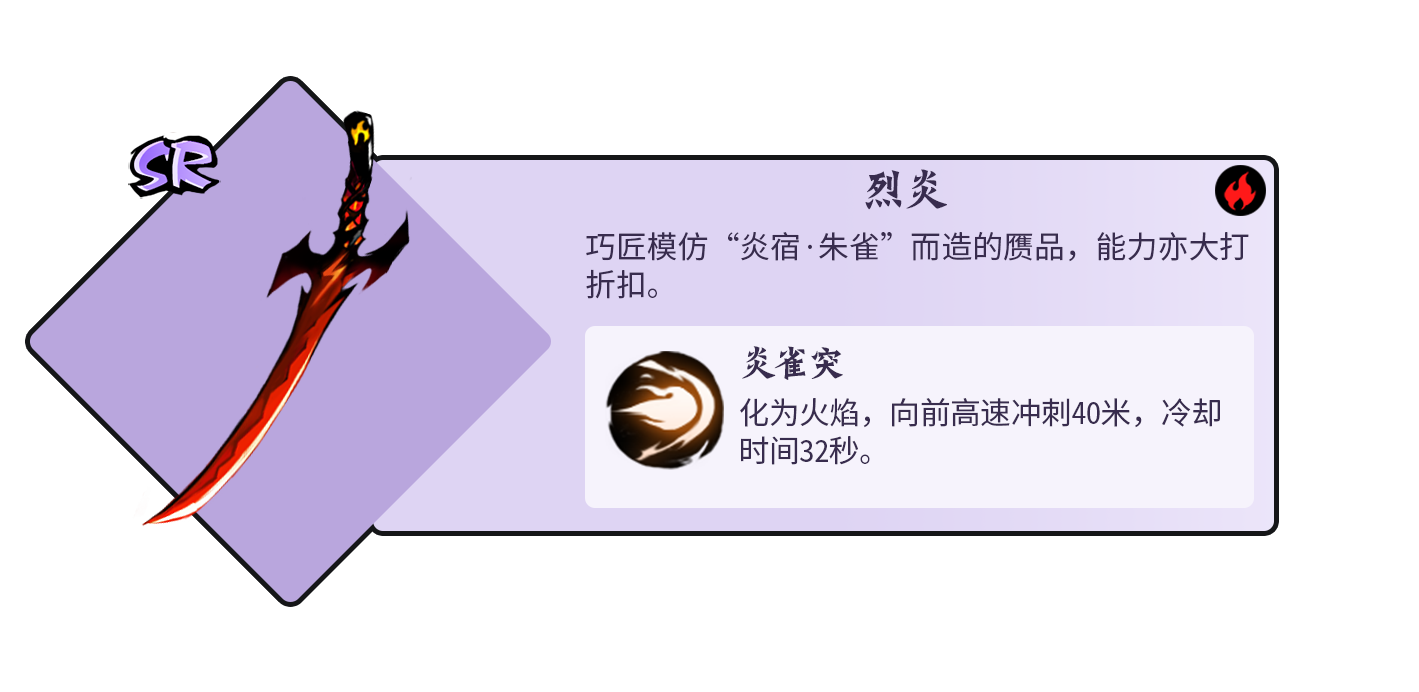 SR
烈炎
巧匠模仿“炎宿·朱雀”而造的赝品，能力亦大打
折扣。
炎雀突
化为火焰，向前高速冲刺40米，冷却
时间32秒。